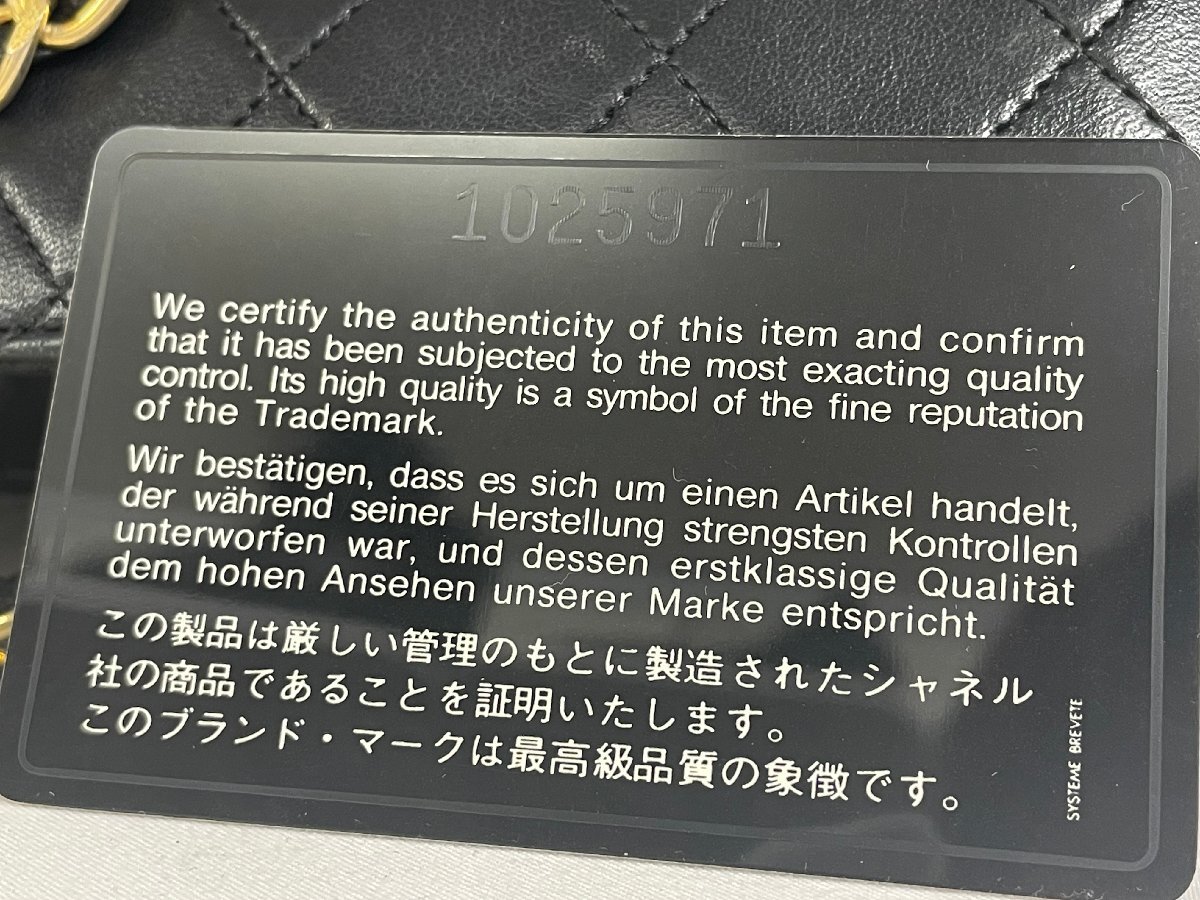 1025971
We certify the authenticity of this item and confirm
that it has been subjected to the most exacting quality
control. Its high quality is a symbol of the fine reputation
of the Trademark.
Wir bestätigen, dass es sich um einen Artikel handelt,
der während seiner Herstellung strengsten Kontrollen
unterworfen war, und dessen erstklassige Qualität
dem hohen Ansehen unserer Marke entspricht.
この製品は厳しい管理のもとに製造されたシャネル
社の商品であることを証明いたします。
このブランド・マークは最高級品質の象徴です。
SYSTEME BREVETE